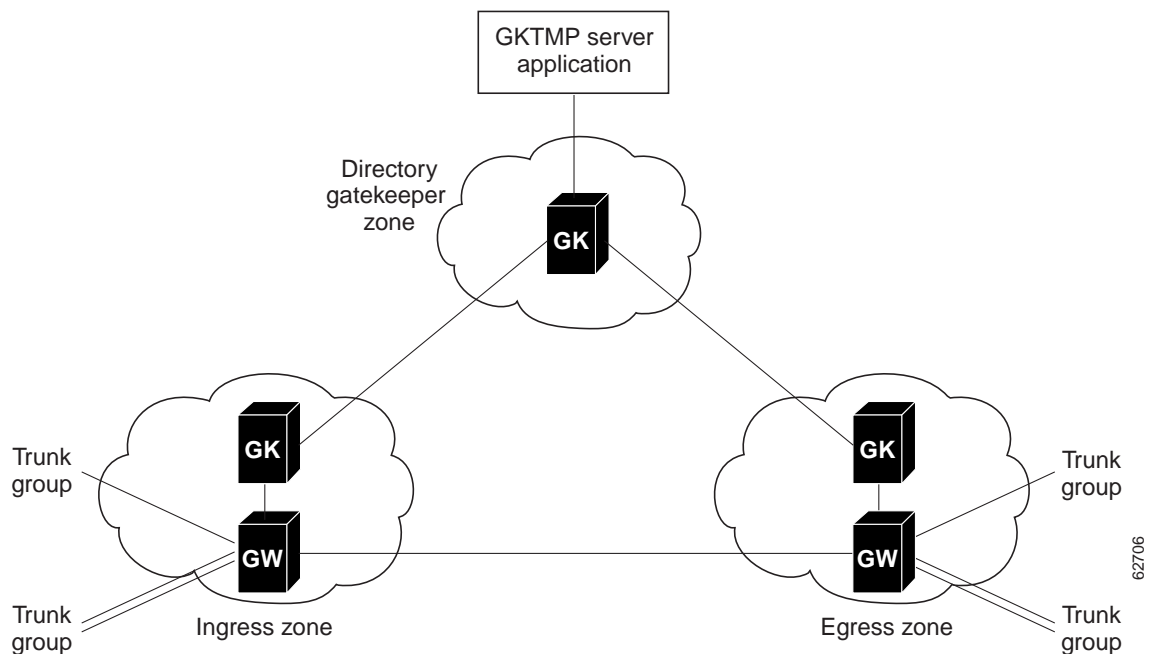 GKTMP server
application
Directory
gatekeeper
zone
GK
GK
GK
Trunk
group
Trunk
group
GW
GW
62706
Trunk
group
Ingress zone
Egress zone
Trunk
group